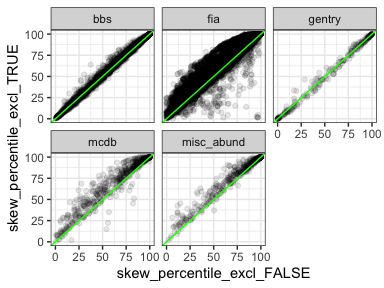 bbs fia gentry
skew_percentile_excl_TRUE
100
75
50
25
0
0 25 50 75 100
mcdb misc_abund
100
75
50
25
0
0 25 50 75 100 0 25 50 75 100
skew_percentile_excl_FALSE